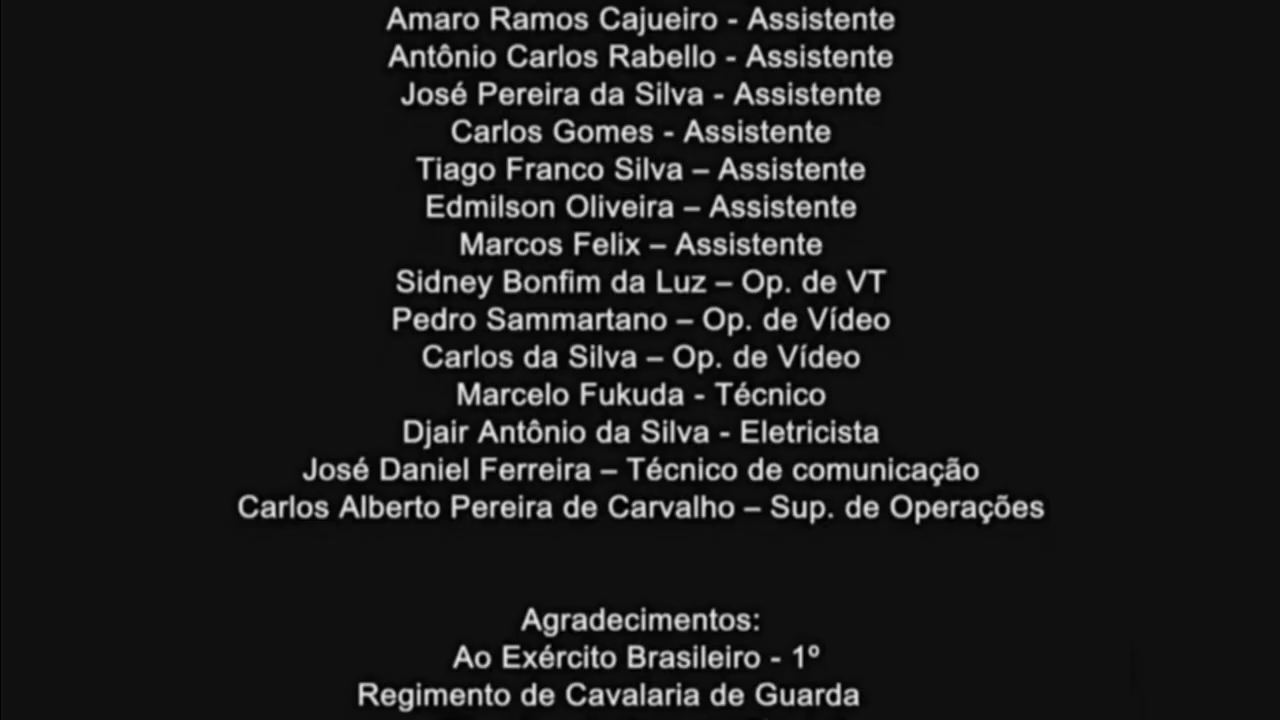 Amaro Ramos Cajueiro - Assistente
Antônio Carlos Rabello - Assistente
José Pereira da Silva - Assistente
Carlos Gomes - Assistente
Tiago Franco Silva – Assistente
Edmilson Oliveira – Assistente
Marcos Felix – Assistente
Sidney Bonfim da Luz – Op. de VT
Pedro Sammartano – Op. de Vídeo
Carlos da Silva – Op. de Vídeo
Marcelo Fukuda - Técnico
Djair Antônio da Silva - Eletricista
José Daniel Ferreira – Técnico de comunicação
Carlos Alberto Pereira de Carvalho – Sup. de Operações
Agradecimentos:
Ao Exército Brasileiro - 1º
Regimento de Cavalaria de Guarda